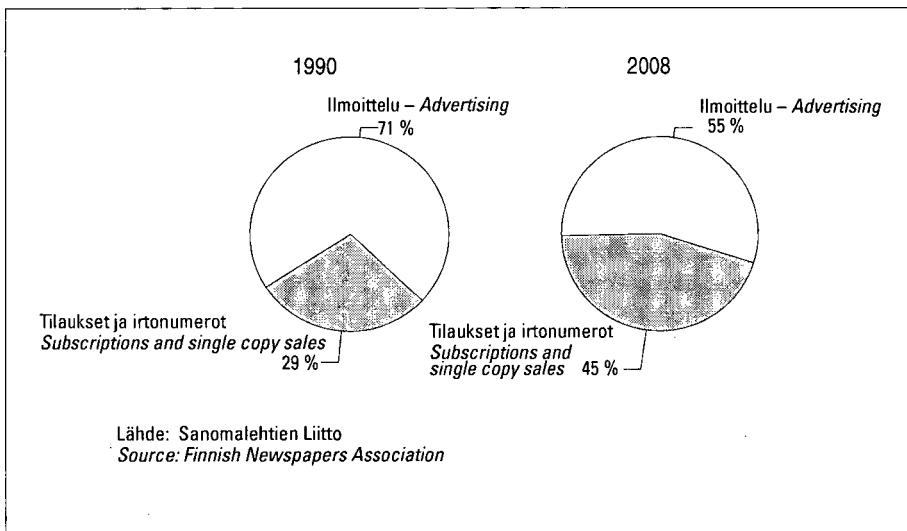 1990
Ilmoittelu – Advertising
71 %
Tilaukset ja irtonumerot
Subscriptions and single copy sales
29 %
2008
Ilmoittelu – Advertising
55 %
Tilaukset ja irtonumerot
Subscriptions and
single copy sales 45 %
Lähde: Sanomalehtien Liitto
Source: Finnish Newspapers Association